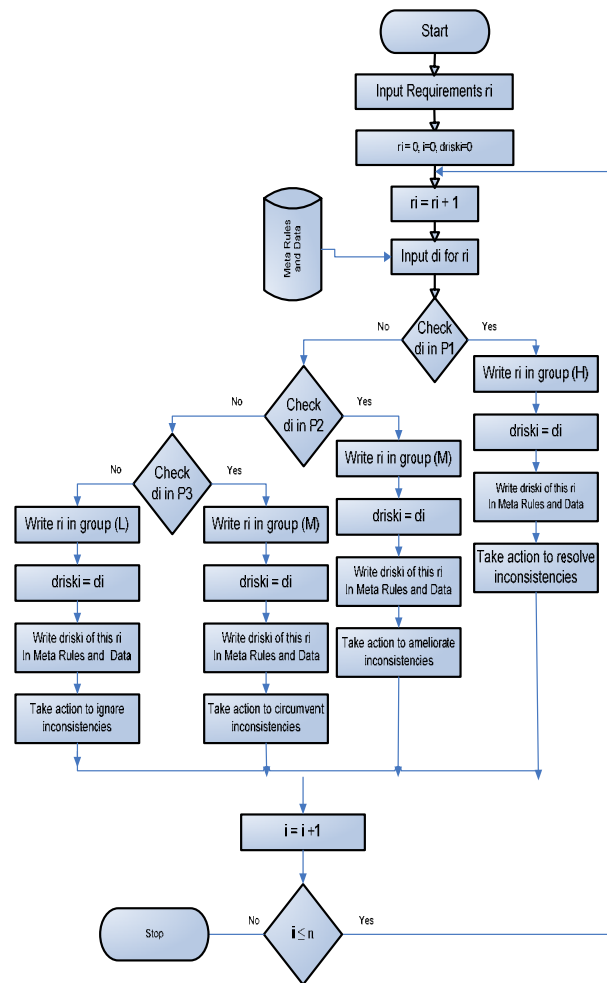 Start
Input Requirements ri
ri = 0, i=0, driski=0
ri = ri + 1
Meta Rules
and Data
Input di for ri
Check
di in P1
No
Yes
Write ri in group (H)
driski = di
Write driski of this ri
In Meta Rules and Data
Take action to resolve
inconsistencies
Check
di in P2
No
Yes
Write ri in group (M)
driski = di
Write driski of this ri
In Meta Rules and Data
Take action to ameliorate
inconsistencies
Check
di in P3
No
Yes
Write ri in group (L)
driski = di
Write driski of this ri
In Meta Rules and Data
Take action to ignore
inconsistencies
Write ri in group (M)
driski = di
Write driski of this ri
In Meta Rules and Data
Take action to circumvent
inconsistencies
i = i +1
i ≤ n
No
Yes
Stop